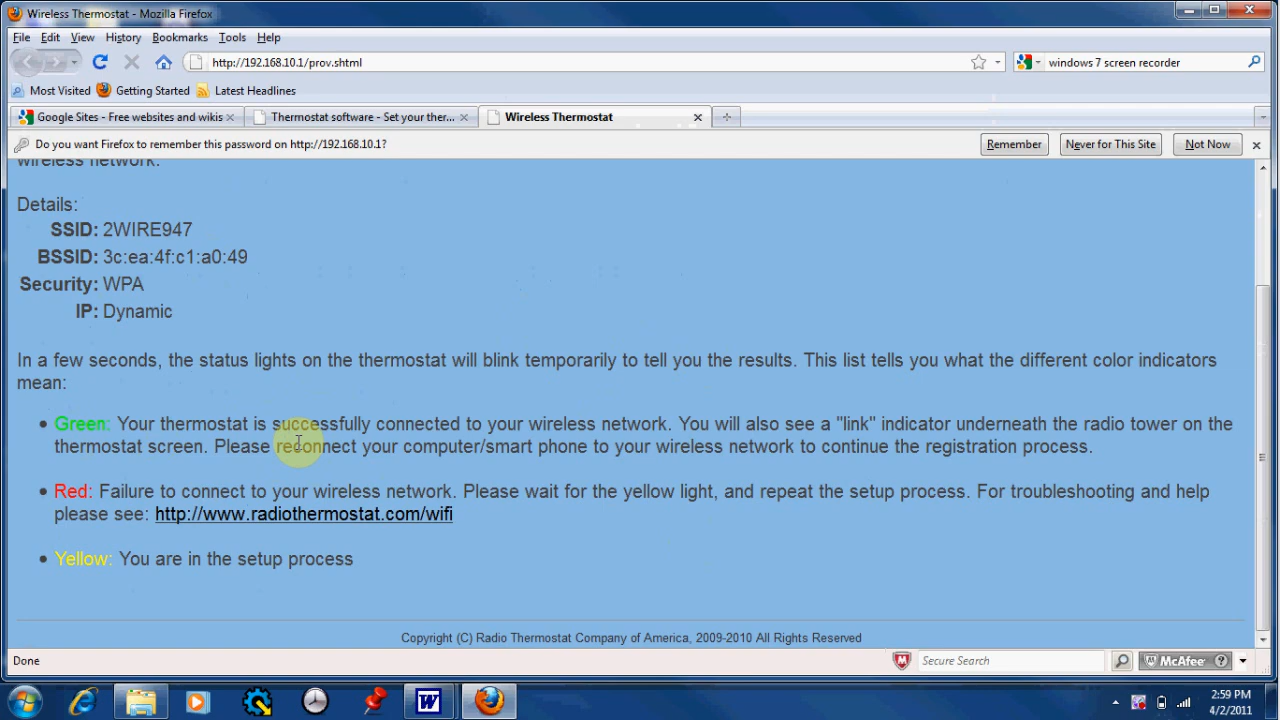 Wireless Thermostat - Mozilla Firefox
File Edit View History Bookmarks Tools Help
http://192.168.10.1/prov.shtml
windows 7 screen recorder
Most Visited Getting Started Latest Headlines
Google Sites - Free websites and wikis
Thermostat software - Set your ther...
Wireless Thermostat
Do you want Firefox to remember this password on http://192.168.10.1?
Remember Never for This Site Not Now
wireless network.
Details:
SSID: 2WIRE947
BSSID: 3c:ea:4f:c1:a0:49
Security: WPA
IP: Dynamic
In a few seconds, the status lights on the thermostat will blink temporarily to tell you the results. This list tells you what the different color indicators
mean:
Green: Your thermostat is successfully connected to your wireless network. You will also see a "link" indicator underneath the radio tower on the
thermostat screen. Please reconnect your computer/smart phone to your wireless network to continue the registration process.
Red: Failure to connect to your wireless network. Please wait for the yellow light, and repeat the setup process. For troubleshooting and help
please see: http://www.radiothermostat.com/wifi
Yellow: You are in the setup process
Copyright (C) Radio Thermostat Company of America, 2009-2010 All Rights Reserved
Done
Secure Search
McAfee
2:59 PM
4/2/2011